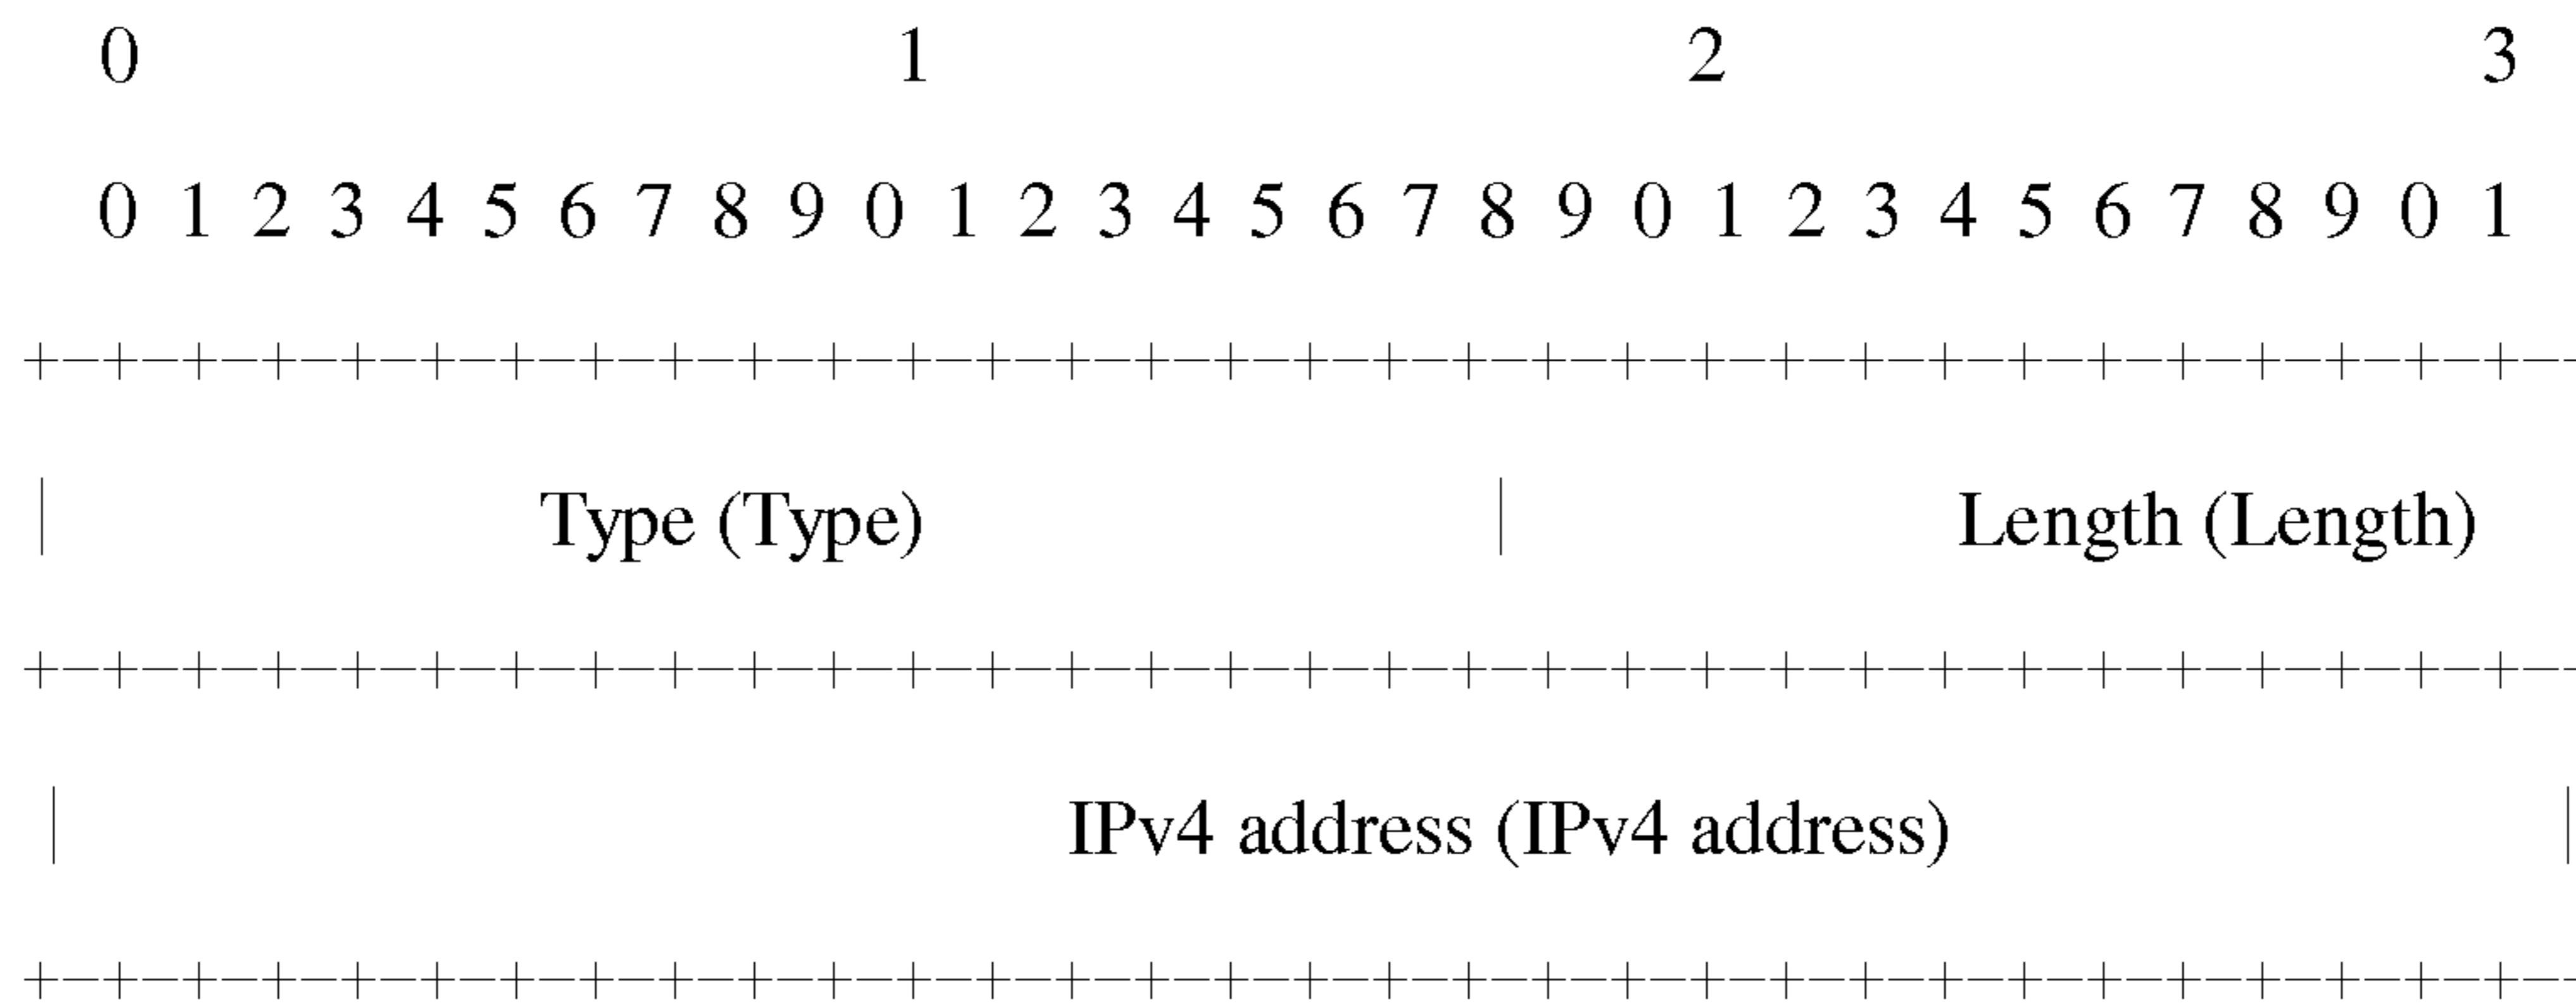 0 1 2 3
0 1 2 3 4 5 6 7 8 9 0 1 2 3 4 5 6 7 8 9 0 1 2 3 4 5 6 7 8 9 0 1
+—+—+—+—+—+—+—+—+—+—+—+—+—+—+—+—+—+—+—+—+—+—+—+—+—+—+—+—+—+—+—+—
| Type (Type) | Length (Length)
+—+—+—+—+—+—+—+—+—+—+—+—+—+—+—+—+—+—+—+—+—+—+—+—+—+—+—+—+—+—+—+—
| IPv4 address (IPv4 address) |
+—+—+—+—+—+—+—+—+—+—+—+—+—+—+—+—+—+—+—+—+—+—+—+—+—+—+—+—+—+—+—+—